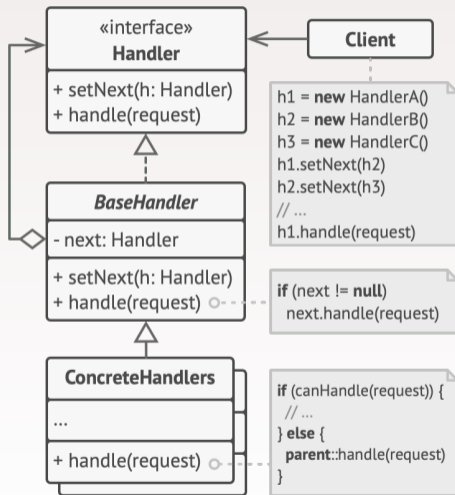 «interface»
Handler
+ setNext(h: Handler)
+ handle(request)
Client
h1 = new HandlerA()
h2 = new HandlerB()
h3 = new HandlerC()
h1.setNext(h2)
h2.setNext(h3)
// ...
h1.handle(request)
BaseHandler
- next: Handler
+ setNext(h: Handler)
+ handle(request)
if (next != null)
next.handle(request)
ConcreteHandlers
...
+ handle(request)
if (canHandle(request)) {
// ...
} else {
parent::handle(request)
}